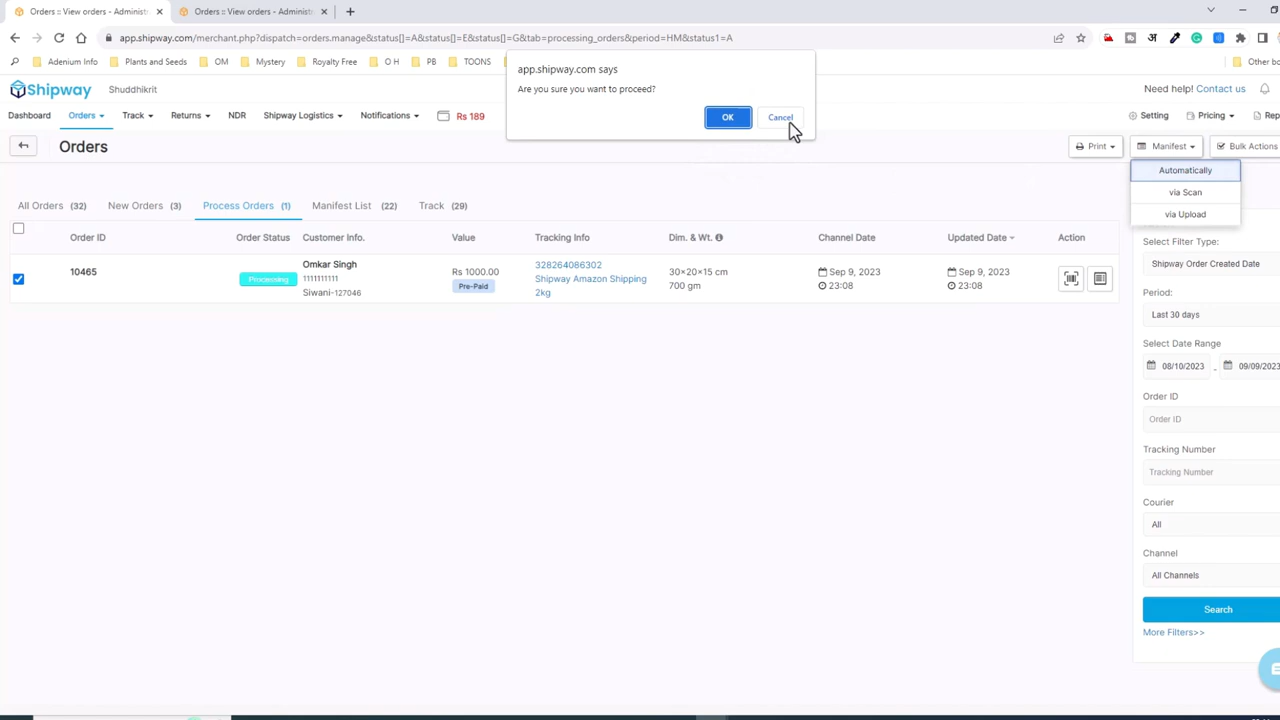 Orders :: View orders - Administ
Orders :: View orders - Administ
app.shipway.com/merchant.php?dispatch=orders.manage&status[]=A&status[]=E&status[]=G&tab=processing_orders&period=HM&status1=A
Adenium Info
Plants and Seeds
OM
Mystery
Royalty Free
O H
PB
TOONS
Other bo
app.shipway.com says
Are you sure you want to proceed?
OK
Cancel
Shipway
Shuddhikrit
Need help! Contact us
Dashboard
Orders
Track
Returns
NDR
Shipway Logistics
Notifications
Rs 189
Setting
Pricing
Rep
Orders
Print
Manifest
Bulk Actions
Automatically
via Scan
via Upload
All Orders (32)
New Orders (3)
Process Orders (1)
Manifest List (22)
Track (29)
Order ID
Order Status
Customer Info.
Value
Tracking Info
Dim. & Wt.
Channel Date
Updated Date
Action
10465
Processing
Omkar Singh
1111111111
Siwani-127046
Rs 1000.00
Pre-Paid
328264086302
Shipway Amazon Shipping
2kg
30×20×15 cm
700 gm
Sep 9, 2023
23:08
Sep 9, 2023
23:08
Select Filter Type:
Shipway Order Created Date
Period:
Last 30 days
Select Date Range
08/10/2023 - 09/09/2023
Order ID
Order ID
Tracking Number
Tracking Number
Courier
All
Channel
All Channels
Search
More Filters>>